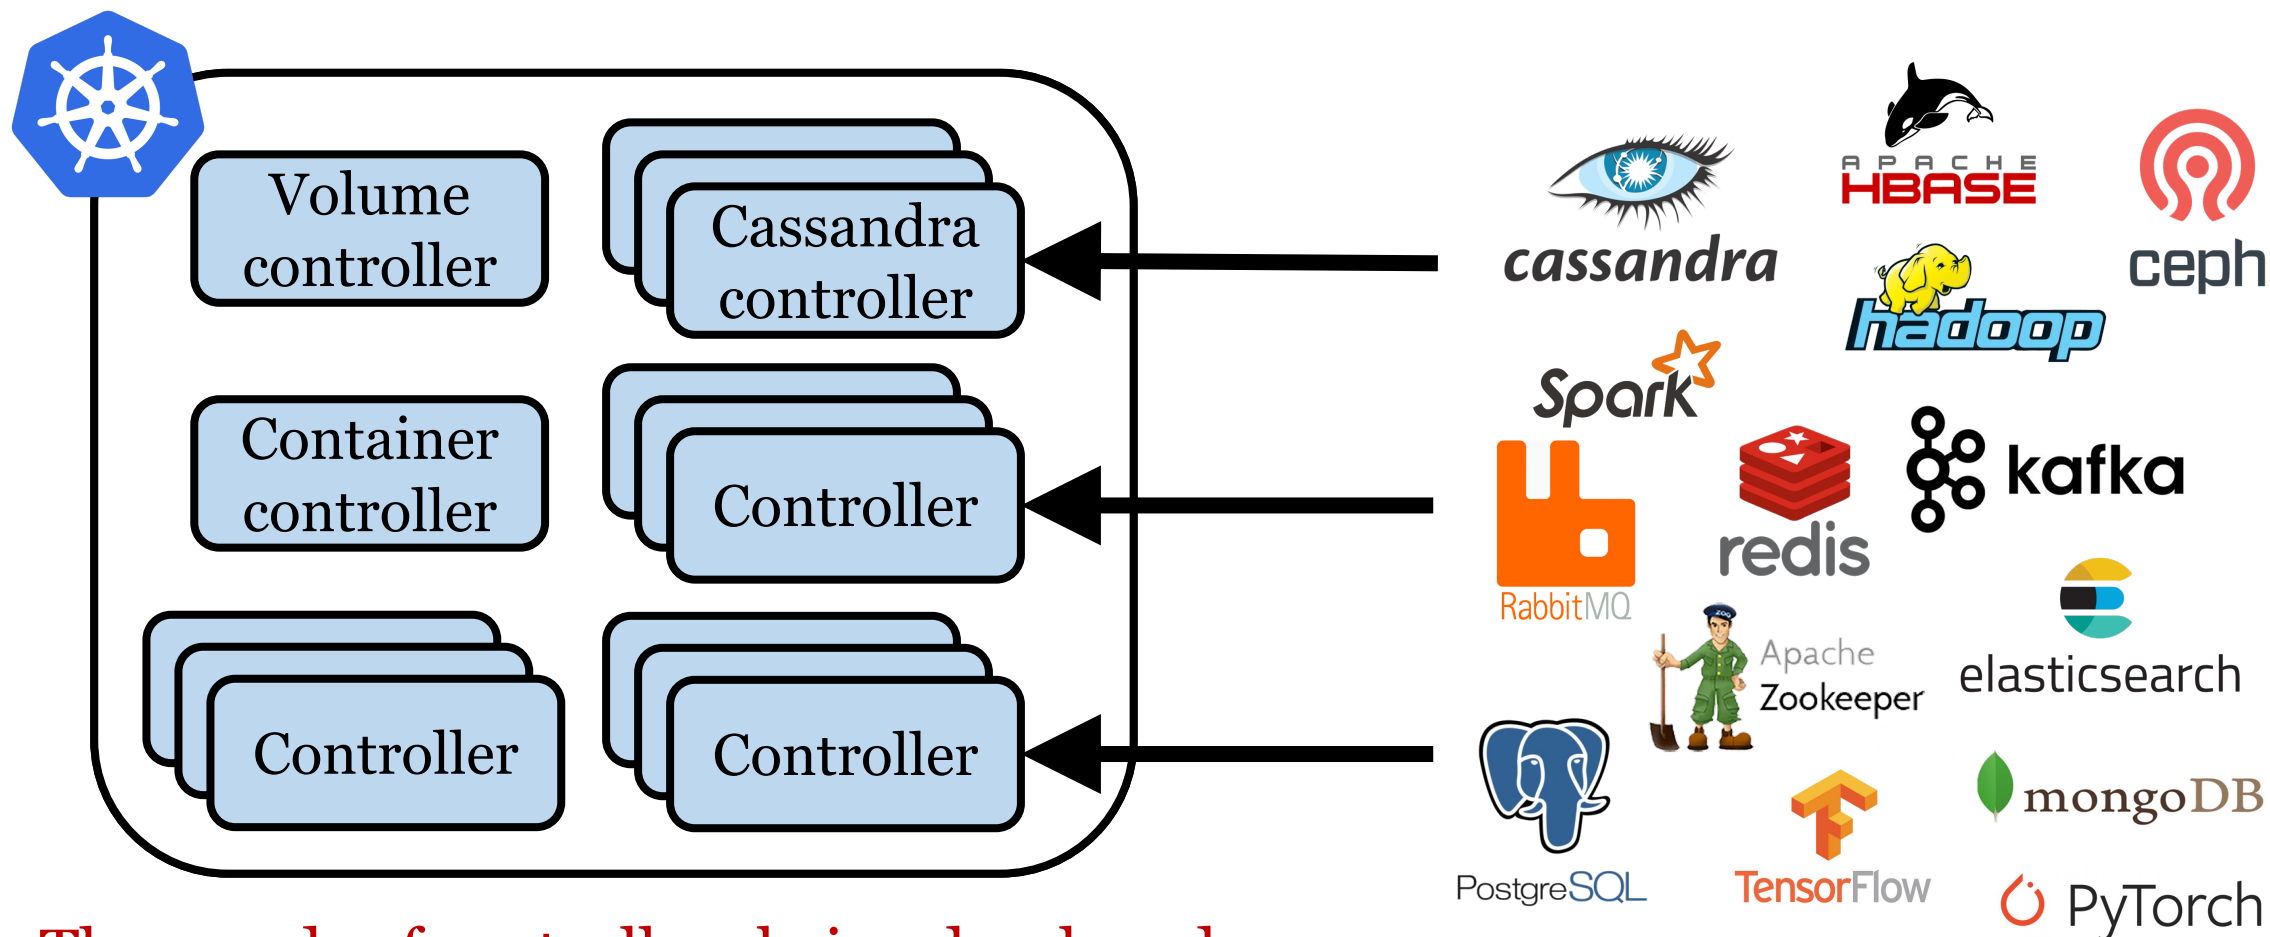 Volume
controller
Cassandra
controller
Container
controller
Controller
Controller
Controller
cassandra
APACHE
HBASE
ceph
hadoop
Spark
RabbitMQ
redis
kafka
ZOO
Apache
Zookeeper
elasticsearch
PostgreSQL
TensorFlow
mongoDB
PyTorch